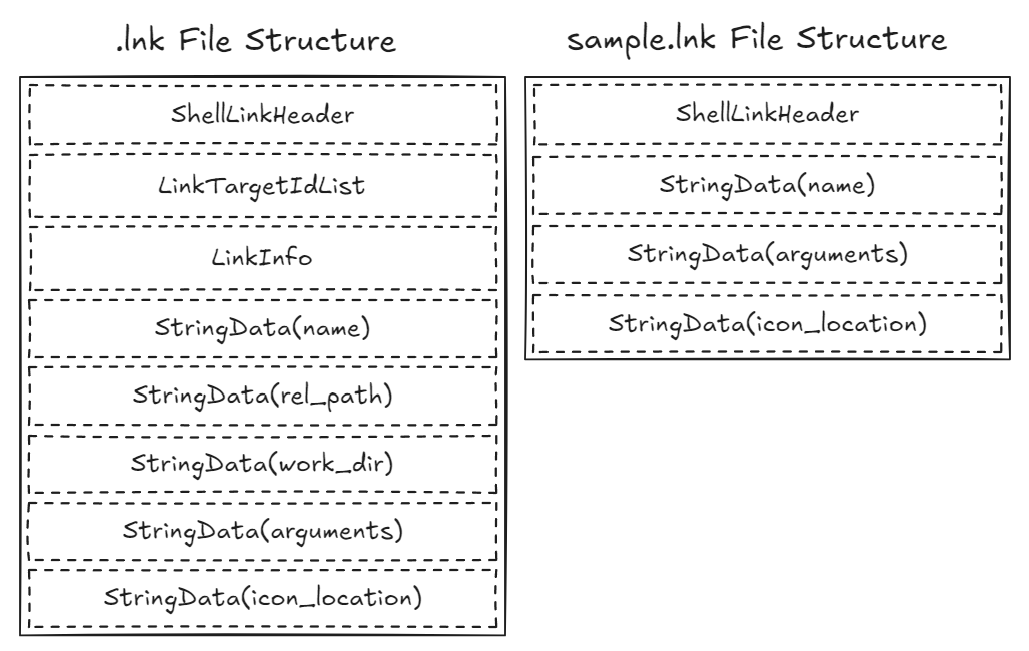 .lnk File Structure
ShellLinkHeader
LinkTargetIdList
LinkInfo
StringData(name)
StringData(rel_path)
StringData(work_dir)
StringData(arguments)
StringData(icon_location)
sample.lnk File Structure
ShellLinkHeader
StringData(name)
StringData(arguments)
StringData(icon_location)